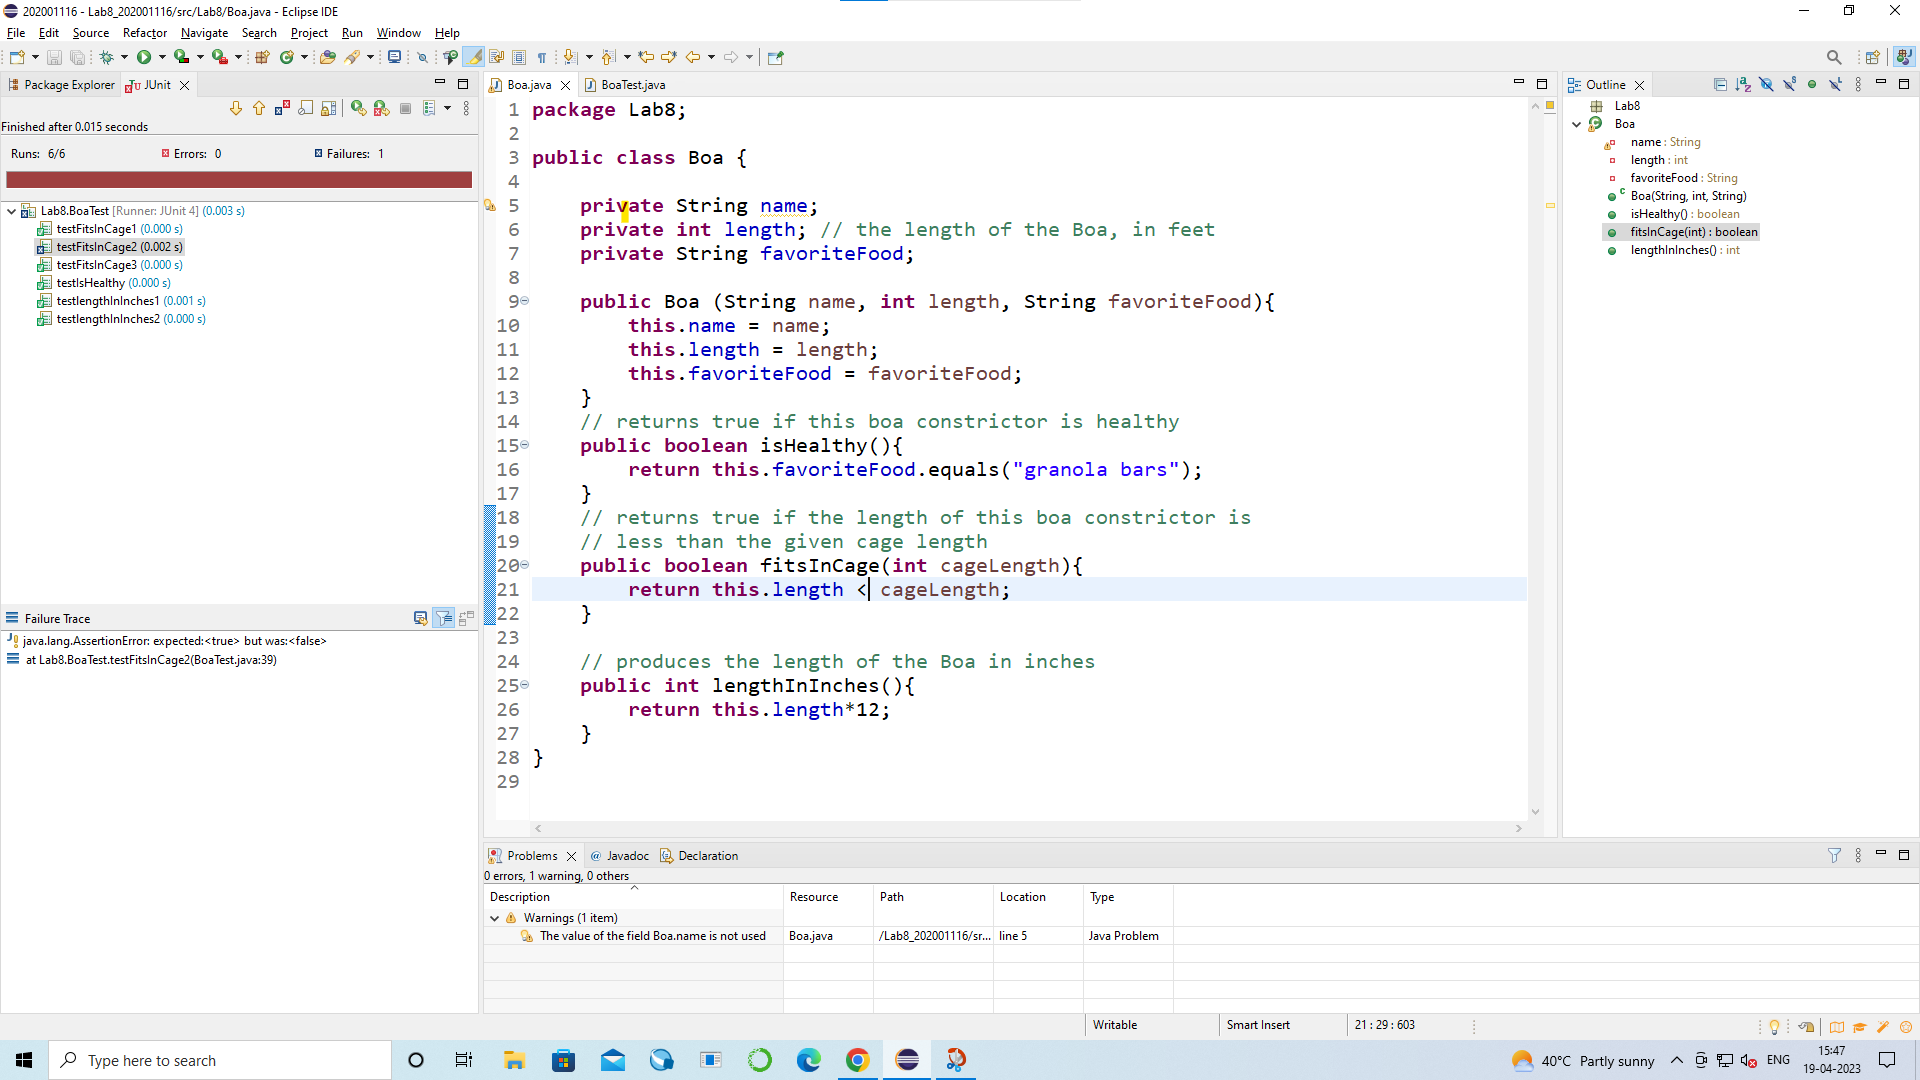 202001116 - Lab8_202001116/src/Lab8/Boa.java - Eclipse IDE
File Edit Source Refactor Navigate Search Project Run Window Help
Package Explorer JUnit
Finished after 0.015 seconds
Runs: 6/6 Errors: 0 Failures: 1
Lab8.BoaTest [Runner: JUnit 4] (0.003 s)
testFitsInCage1 (0.000 s)
testFitsInCage2 (0.002 s)
testFitsInCage3 (0.000 s)
testIsHealthy (0.000 s)
testlengthInInches1 (0.001 s)
testlengthInInches2 (0.000 s)
Failure Trace
java.lang.AssertionError: expected:<true> but was:<false>
at Lab8.BoaTest.testFitsInCage2(BoaTest.java:39)
Boa.java BoaTest.java
1 package Lab8;
2
3 public class Boa {
4
5 private String name;
6 private int length; // the length of the Boa, in feet
7 private String favoriteFood;
8
9 public Boa (String name, int length, String favoriteFood){
10 this.name = name;
11 this.length = length;
12 this.favoriteFood = favoriteFood;
13 }
14 // returns true if this boa constrictor is healthy
15 public boolean isHealthy(){
16 return this.favoriteFood.equals("granola bars");
17 }
18 // returns true if the length of this boa constrictor is
19 // less than the given cage length
20 public boolean fitsInCage(int cageLength){
21 return this.length < cageLength;
22 }
23
24 // produces the length of the Boa in inches
25 public int lengthInInches(){
26 return this.length*12;
27 }
28 }
29
Outline
Lab8
Boa
name : String
length : int
favoriteFood : String
Boa(String, int, String)
isHealthy() : boolean
fitsInCage(int) : boolean
lengthInInches() : int
Problems Javadoc Declaration
0 errors, 1 warning, 0 others
Description Resource Path Location Type
Warnings (1 item)
The value of the field Boa.name is not used Boa.java /Lab8_202001116/sr... line 5 Java Problem
Writable Smart Insert 21 : 29 : 603
Type here to search
40°C Partly sunny ENG 15:47
19-04-2023